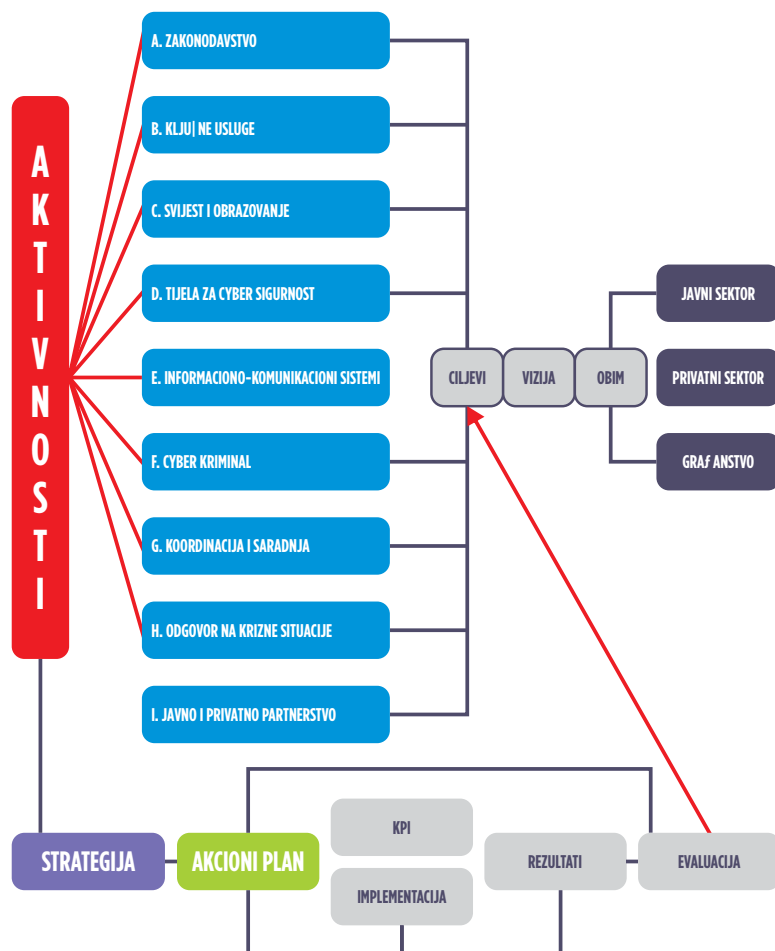 AKTIVNOSTI
A. ZAKONODAVSTVO
B. KLJU| NE USLUGE
C. SVIJEST I OBRAZOVANJE
D. TIJELA ZA CYBER SIGURNOST
E. INFORMACIONO-KOMUNIKACIONI SISTEMI
F. CYBER KRIMINAL
G. KOORDINACIJA I SARADNJA
H. ODGOVOR NA KRIZNE SITUACIJE
I. JAVNO I PRIVATNO PARTNERSTVO
CILJEVI
VIZIJA
OBIM
JAVNI SEKTOR
PRIVATNI SEKTOR
GRAƒ ANSTVO
STRATEGIJA
AKCIONI PLAN
KPI
IMPLEMENTACIJA
REZULTATI
EVALUACIJA